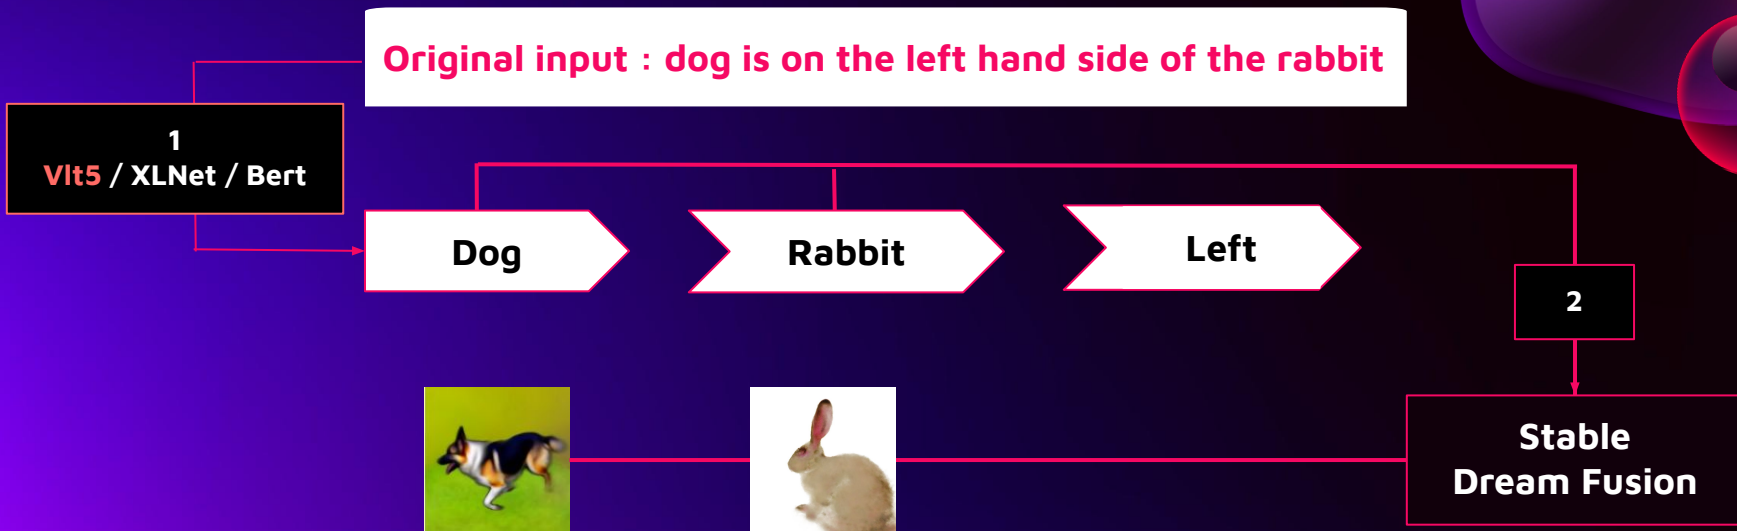 Original input : dog is on the left hand side of the rabbit
1
Vlt5 / XLNet / Bert
Dog
Rabbit
Left
2
Stable
Dream Fusion